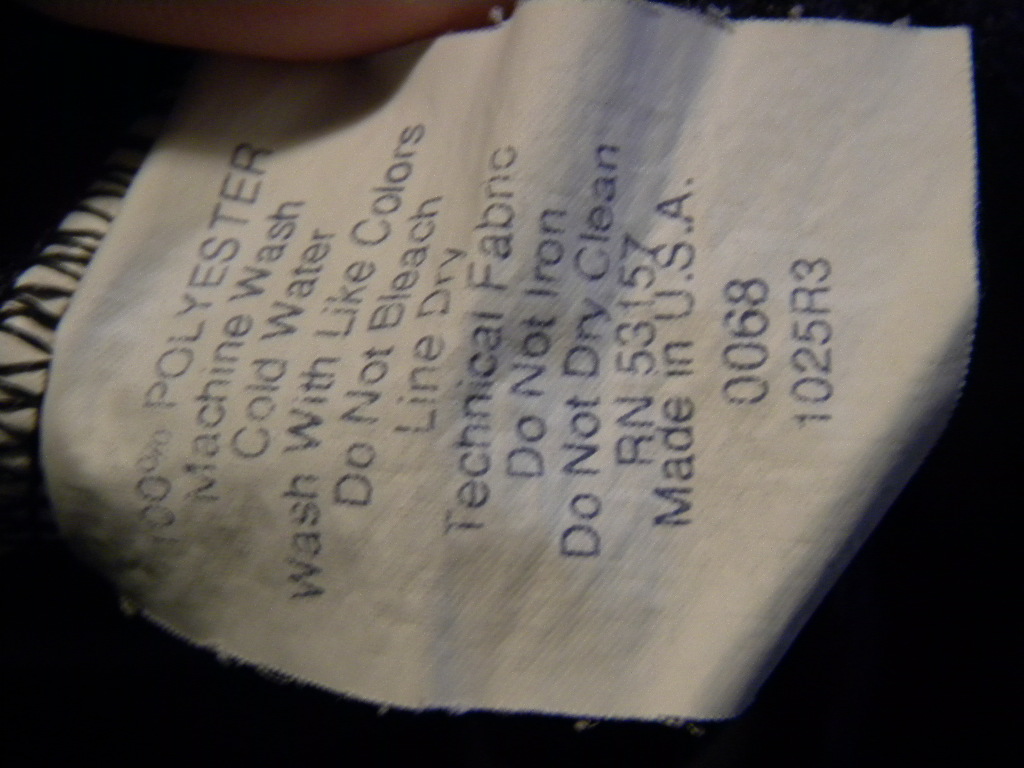 100% POLYESTER
Machine Wash
Cold Water
Wash With Like Colors
Do Not Bleach
Line Dry
Technical Fabric
Do Not Iron
Do Not Dry Clean
RN 53157
Made in U.S.A.
0068
1025R3